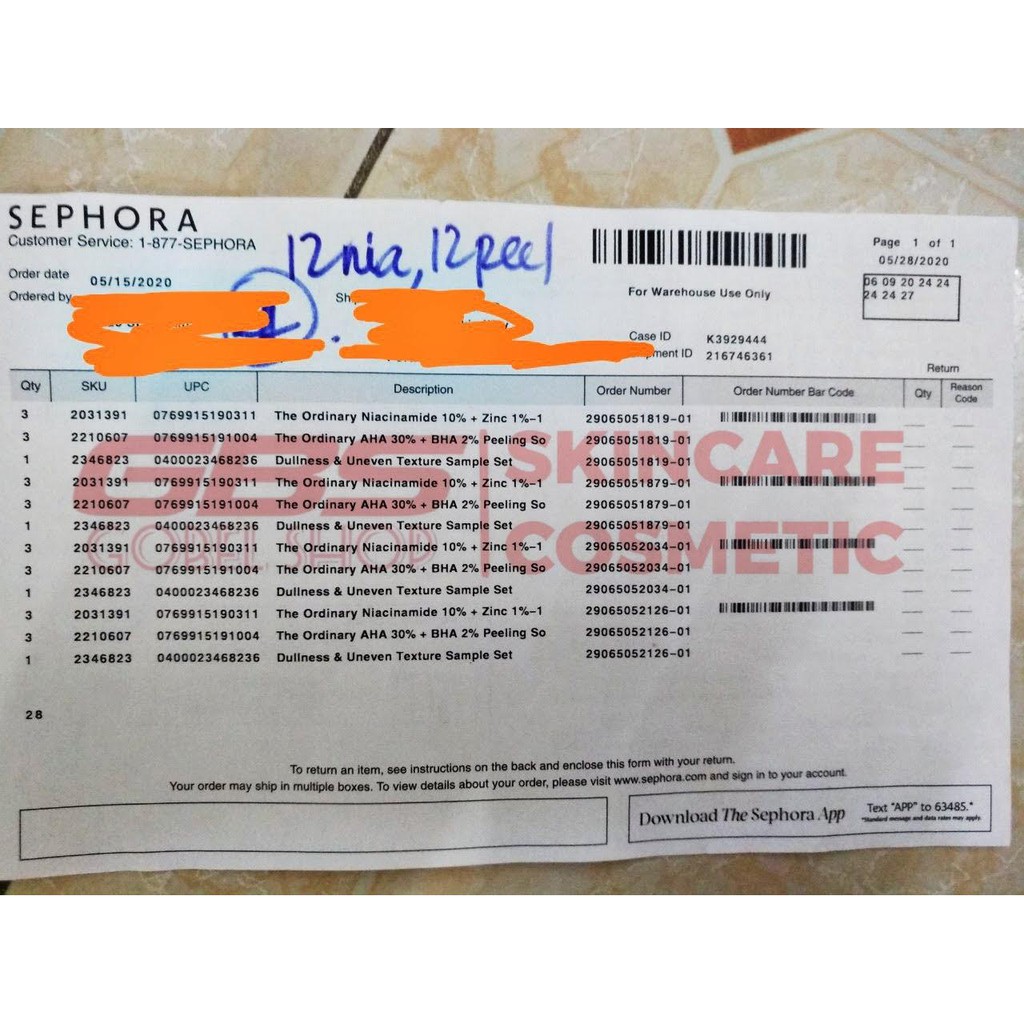 SEPHORA
Customer Service: 1-877-SEPHORA
12nia, 12peel
Order date 05/15/2020
Ordered by
1
Sh
For Warehouse Use Only
Page 1 of 1
05/28/2020
06 09 20 24 24
24 24 27
Case ID K3929444
ment ID 216746361
Return
Qty SKU UPC Description Order Number Order Number Bar Code Qty Reason Code
3 2031391 0769915190311 The Ordinary Niacinamide 10% + Zinc 1%-1 29065051819-01
3 2210607 0769915191004 The Ordinary AHA 30% + BHA 2% Peeling So 29065051819-01
1 2346823 0400023468236 Dullness & Uneven Texture Sample Set 29065051819-01
3 2031391 0769915190311 The Ordinary Niacinamide 10% + Zinc 1%-1 29065051879-01
3 2210607 0769915191004 The Ordinary AHA 30% + BHA 2% Peeling So 29065051879-01
1 2346823 0400023468236 Dullness & Uneven Texture Sample Set 29065051879-01
3 2031391 0769915190311 The Ordinary Niacinamide 10% + Zinc 1%-1 29065052034-01
3 2210607 0769915191004 The Ordinary AHA 30% + BHA 2% Peeling So 29065052034-01
1 2346823 0400023468236 Dullness & Uneven Texture Sample Set 29065052034-01
3 2031391 0769915190311 The Ordinary Niacinamide 10% + Zinc 1%-1 29065052126-01
3 2210607 0769915191004 The Ordinary AHA 30% + BHA 2% Peeling So 29065052126-01
1 2346823 0400023468236 Dullness & Uneven Texture Sample Set 29065052126-01
GBS
GOBEL SHOP
SKINCARE
COSMETIC
28
To return an item, see instructions on the back and enclose this form with your return.
Your order may ship in multiple boxes. To view details about your order, please visit www.sephora.com and sign in to your account.
Download The Sephora App
Text "APP" to 63485.*
*Standard message and data rates may apply.